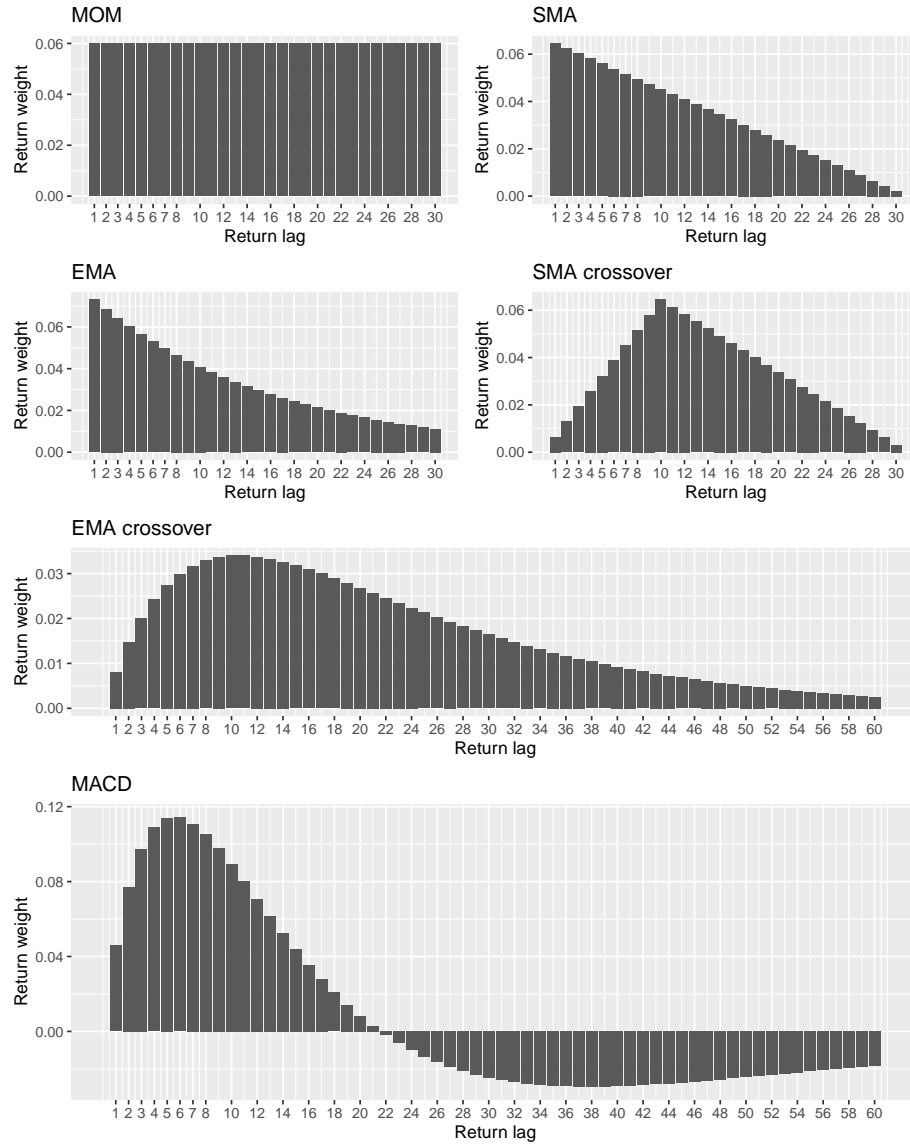 MOM
0.06
0.04
0.02
0.00
Return weight
1 2 3 4 5 6 7 8 10 12 14 16 18 20 22 24 26 28 30
Return lag
SMA
0.06
0.04
0.02
0.00
Return weight
1 2 3 4 5 6 7 8 10 12 14 16 18 20 22 24 26 28 30
Return lag
EMA
0.06
0.04
0.02
0.00
Return weight
1 2 3 4 5 6 7 8 10 12 14 16 18 20 22 24 26 28 30
Return lag
SMA crossover
0.06
0.04
0.02
0.00
Return weight
1 2 3 4 5 6 7 8 10 12 14 16 18 20 22 24 26 28 30
Return lag
EMA crossover
0.03
0.02
0.01
0.00
Return weight
1 2 3 4 5 6 7 8 10 12 14 16 18 20 22 24 26 28 30 32 34 36 38 40 42 44 46 48 50 52 54 56 58 60
Return lag
MACD
0.12
0.08
0.04
0.00
Return weight
1 2 3 4 5 6 7 8 10 12 14 16 18 20 22 24 26 28 30 32 34 36 38 40 42 44 46 48 50 52 54 56 58 60
Return lag